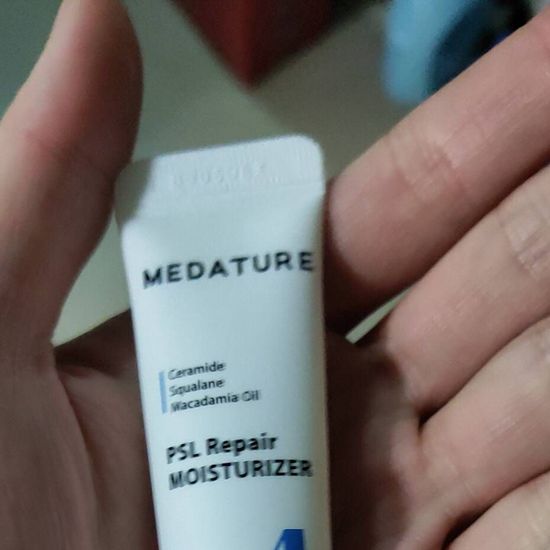 MEDATURE
Ceramide
Squalane
Macadamia Oil
PSL Repair
MOISTURIZER